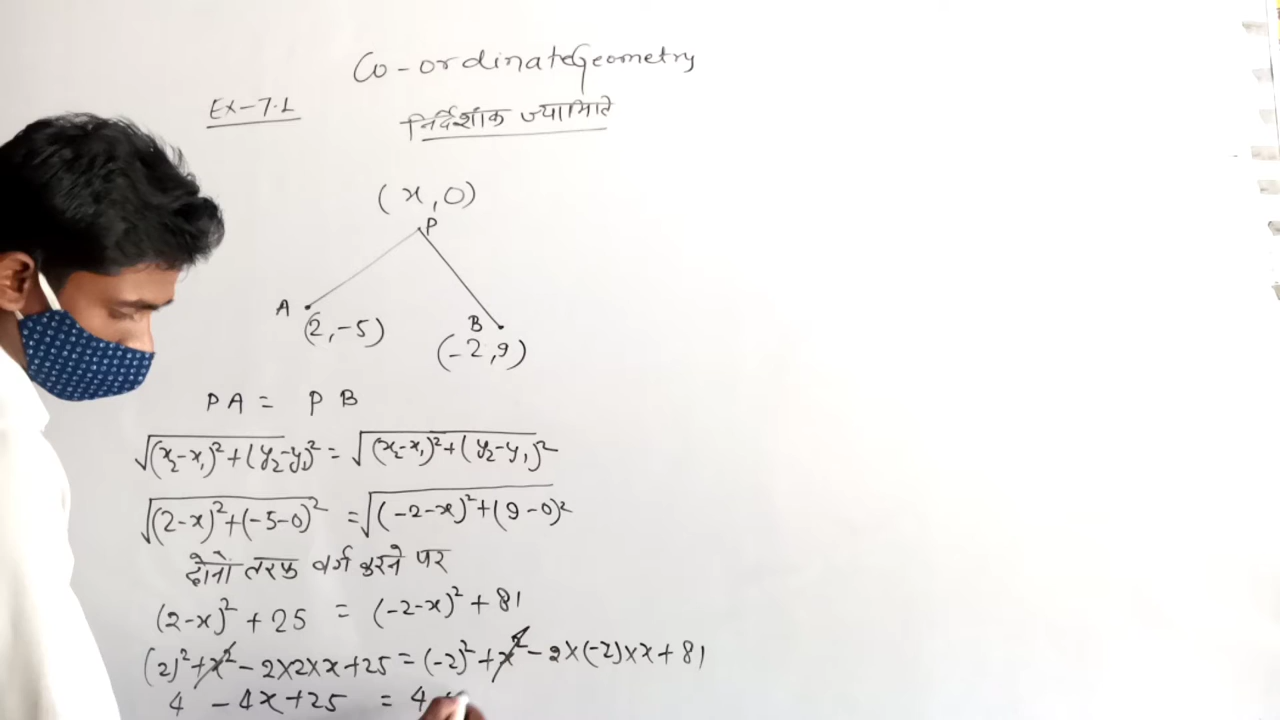 Co-ordinate Geometry
Ex-7.1
निर्देशांक ज्यामिति
(x,0)
P
A
(2,-5)
B
(-2,9)
PA = PB
√(x₂-x₁)²+(y₂-y₁)² = √(x₂-x₁)²+(y₂-y₁)²
√(2-x)²+(-5-0)² = √(-2-x)²+(9-0)²
दोनों तरफ वर्ग करने पर
(2-x)²+25 = (-2-x)²+81
(2)²+x²-2×2×x+25=(-2)²+x²-2×(-2)×x+81
4 -4x+25 = 4